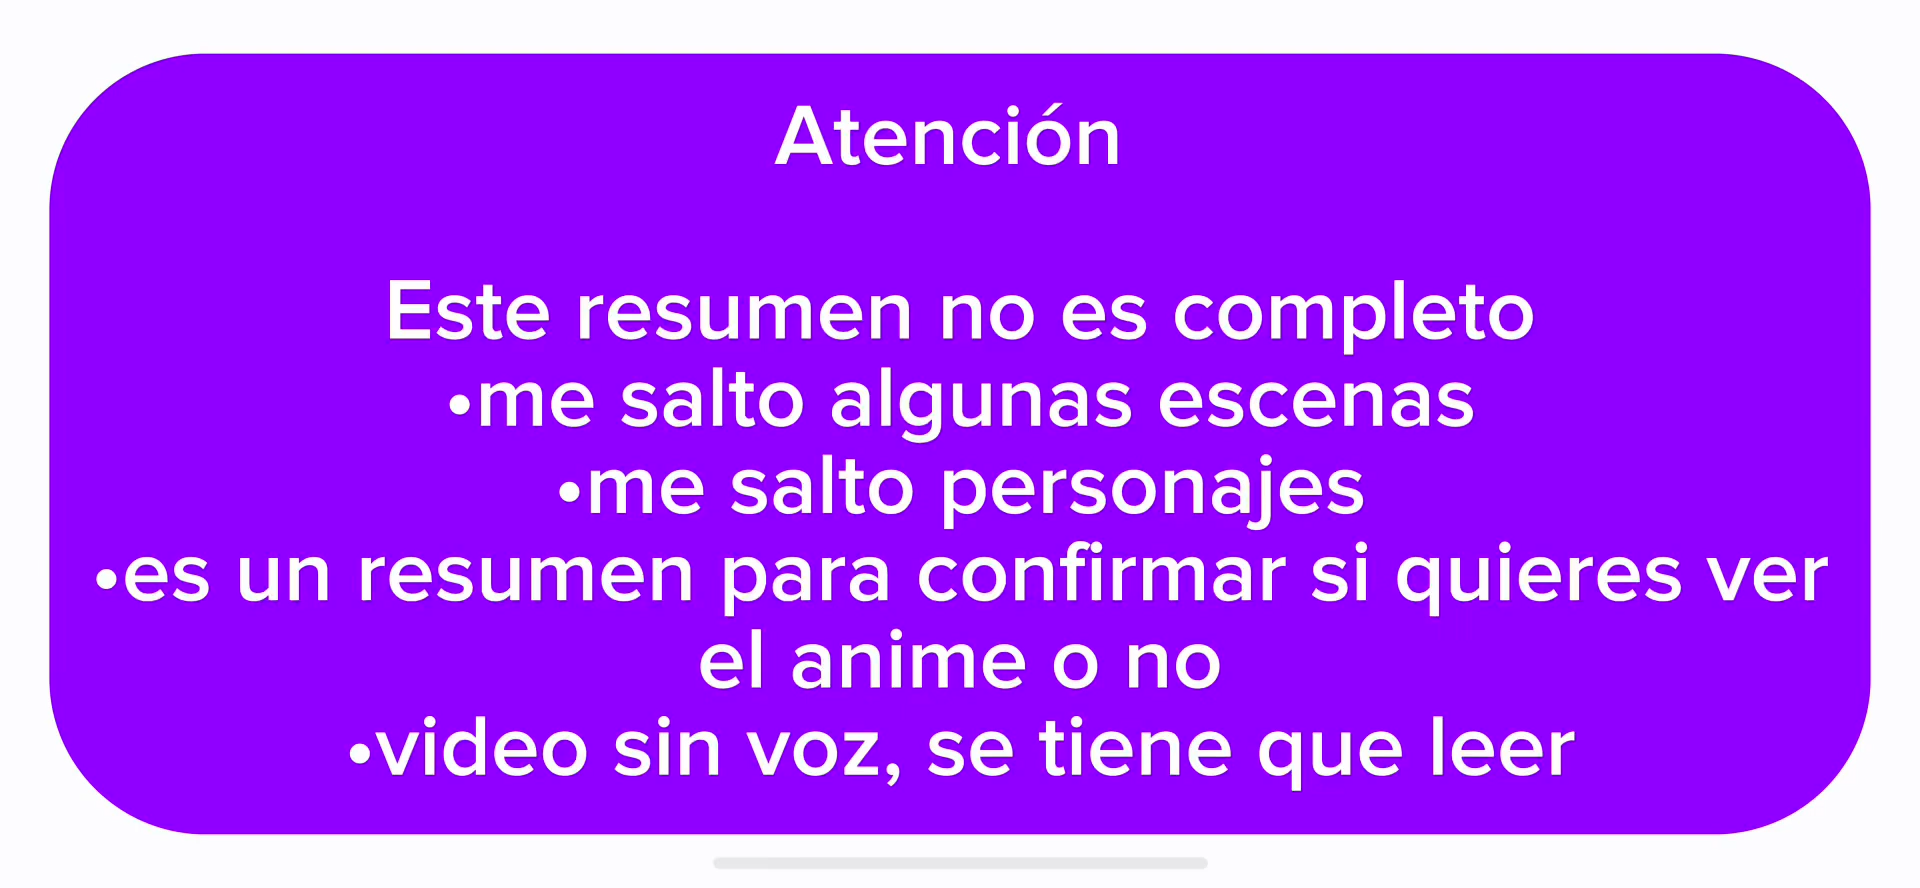 Atención
Este resumen no es completo
•me salto algunas escenas
•me salto personajes
•es un resumen para confirmar si quieres ver
el anime o no
•video sin voz, se tiene que leer